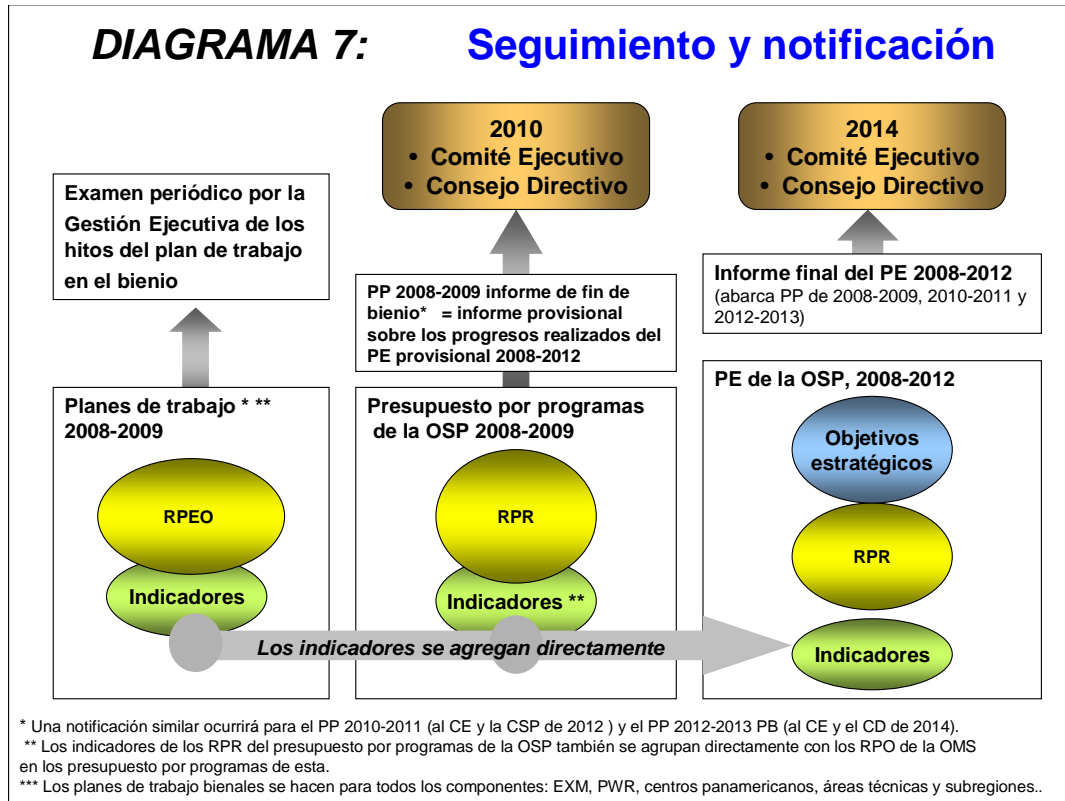 DIAGRAMA 7: Seguimiento y notificación
2010
• Comité Ejecutivo
• Consejo Directivo
2014
• Comité Ejecutivo
• Consejo Directivo
Examen periódico por la
Gestión Ejecutiva de los
hitos del plan de trabajo
en el bienio
PP 2008-2009 informe de fin de
bienio* = informe provisional
sobre los progresos realizados del
PE provisional 2008-2012
Informe final del PE 2008-2012
(abarca PP de 2008-2009, 2010-2011 y
2012-2013)
Planes de trabajo * **
2008-2009
RPEO
Indicadores
Presupuesto por programas
de la OSP 2008-2009
RPR
Indicadores **
PE de la OSP, 2008-2012
Objetivos
estratégicos
RPR
Indicadores
Los indicadores se agregan directamente
* Una notificación similar ocurrirá para el PP 2010-2011 (al CE y la CSP de 2012 ) y el PP 2012-2013 PB (al CE y el CD de 2014).
** Los indicadores de los RPR del presupuesto por programas de la OSP también se agrupan directamente con los RPO de la OMS
en los presupuesto por programas de esta.
*** Los planes de trabajo bienales se hacen para todos los componentes: EXM, PWR, centros panamericanos, áreas técnicas y subregiones..